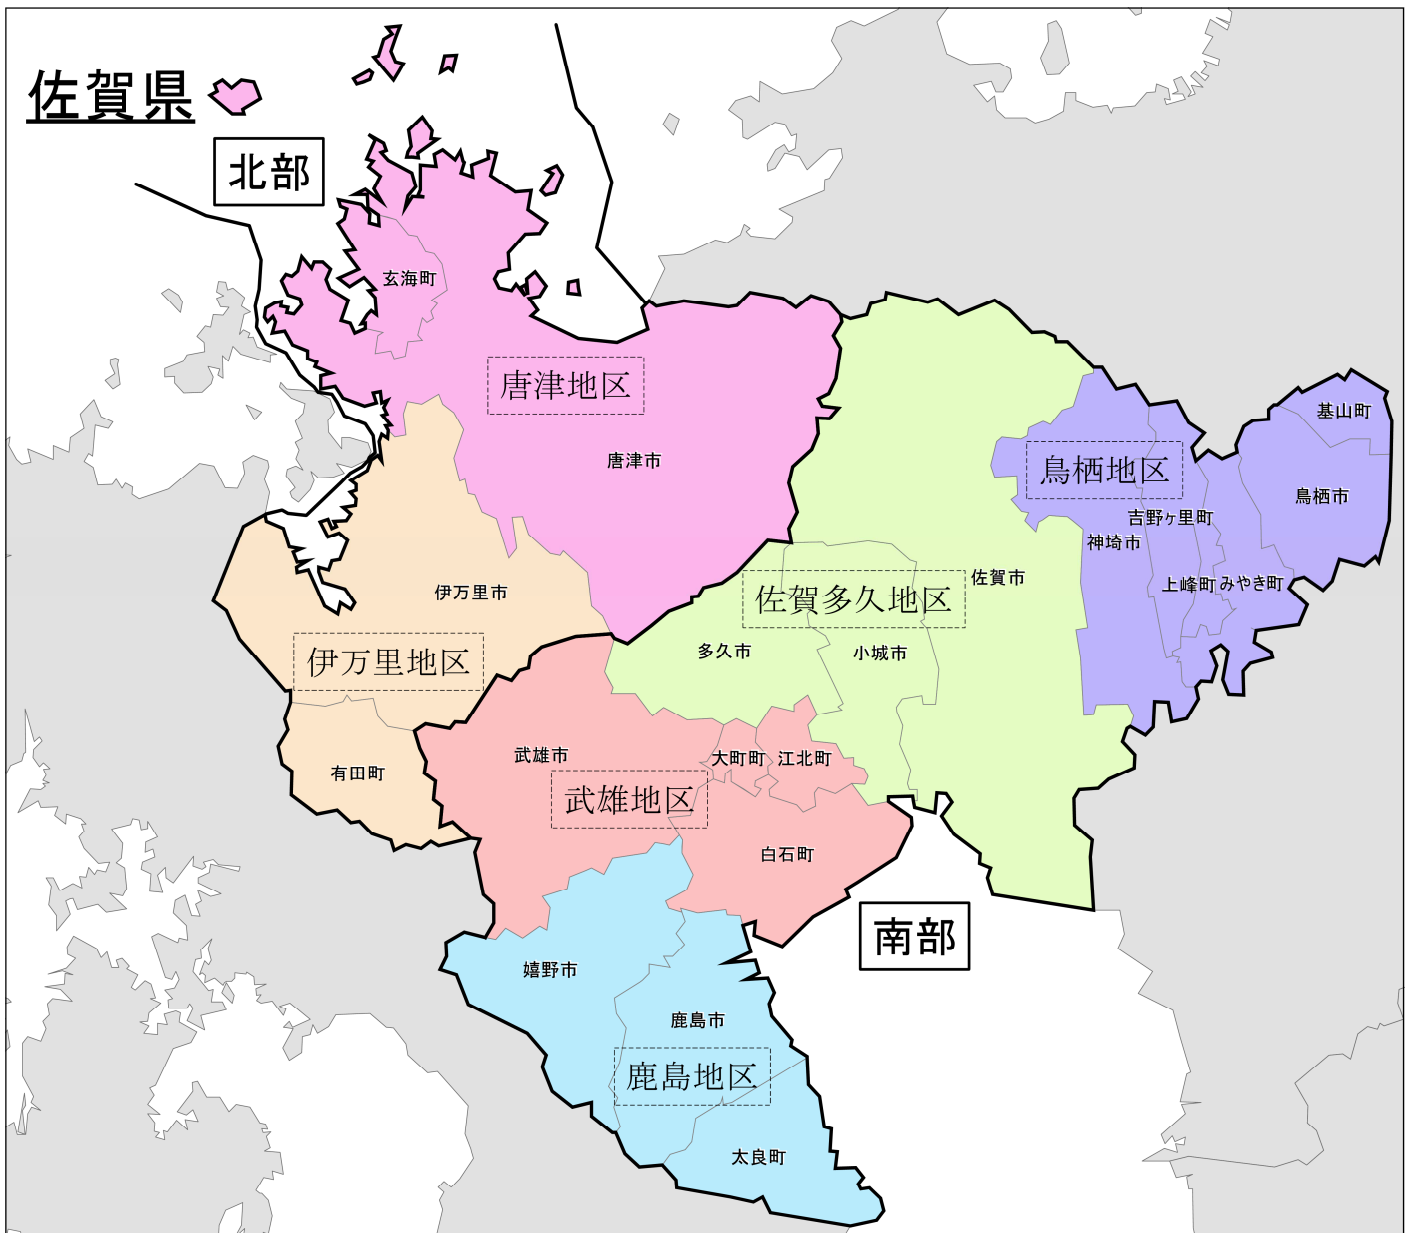 佐賀県
北部
玄海町
唐津地区
基山町
唐津市
鳥栖地区
鳥栖市
吉野ヶ里町
神埼市
佐賀市
上峰町
みやき町
伊万里市
佐賀多久地区
多久市
小城市
伊万里地区
武雄市
大町町
江北町
有田町
武雄地区
白石町
南部
嬉野市
鹿島市
鹿島地区
太良町